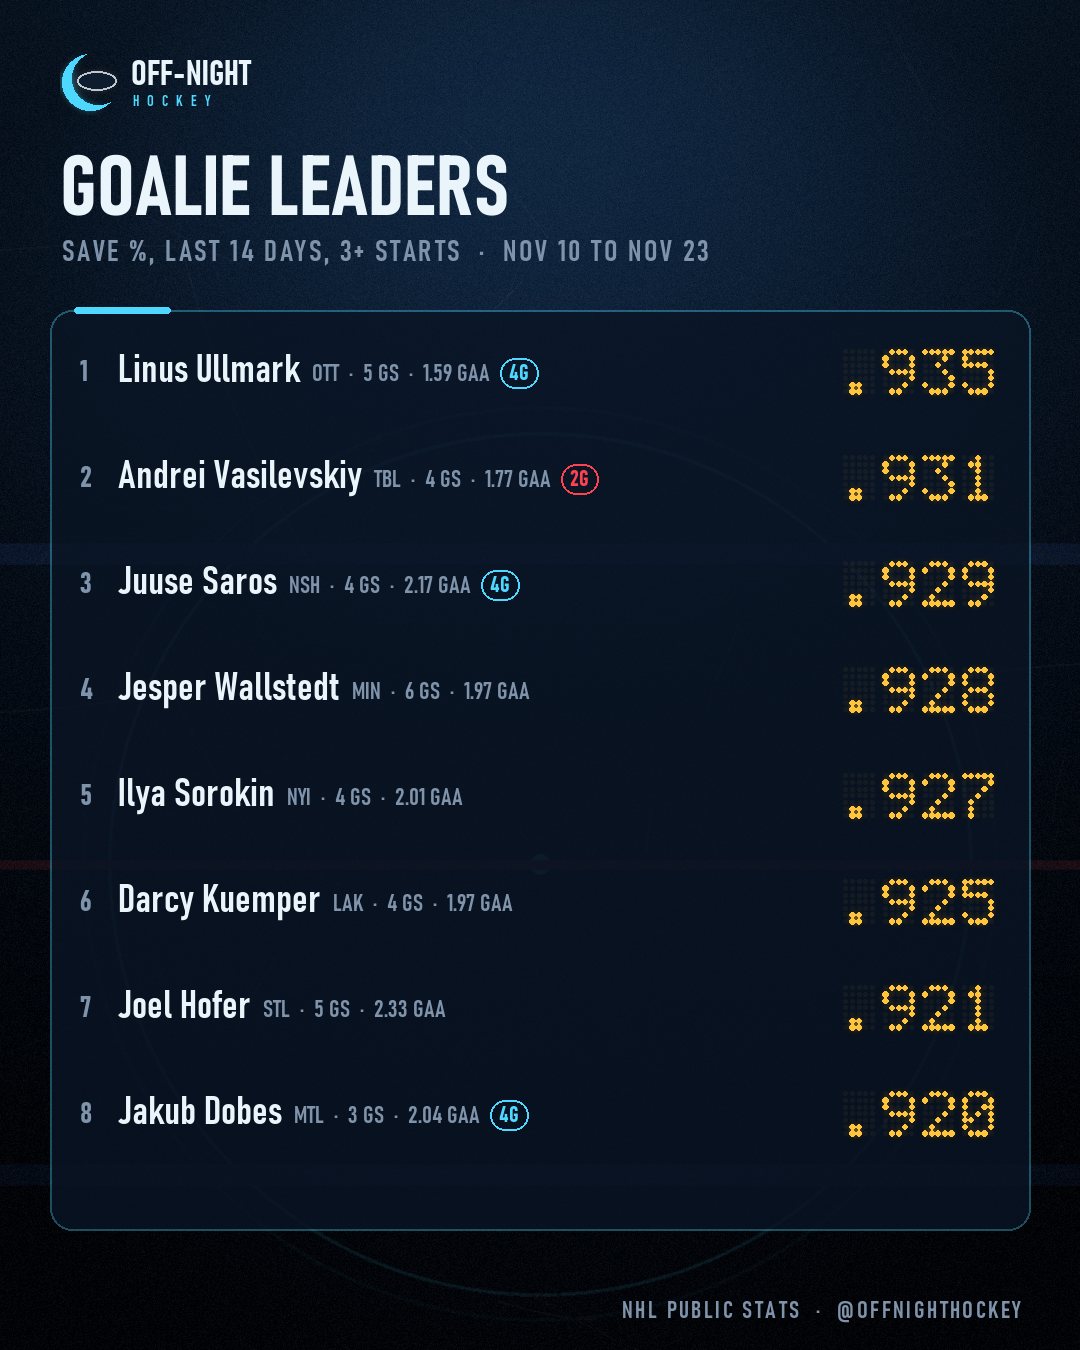 OFF-NIGHT
HOCKEY
GOALIE LEADERS
SAVE %, LAST 14 DAYS, 3+ STARTS · NOV 10 TO NOV 23
1 Linus Ullmark OTT · 5 GS · 1.59 GAA 4G .935
2 Andrei Vasilevskiy TBL · 4 GS · 1.77 GAA 2G .931
3 Juuse Saros NSH · 4 GS · 2.17 GAA 4G .929
4 Jesper Wallstedt MIN · 6 GS · 1.97 GAA .928
5 Ilya Sorokin NYI · 4 GS · 2.01 GAA .927
6 Darcy Kuemper LAK · 4 GS · 1.97 GAA .925
7 Joel Hofer STL · 5 GS · 2.33 GAA .921
8 Jakub Dobes MTL · 3 GS · 2.04 GAA 4G .920
NHL PUBLIC STATS · @OFFNIGHTHOCKEY